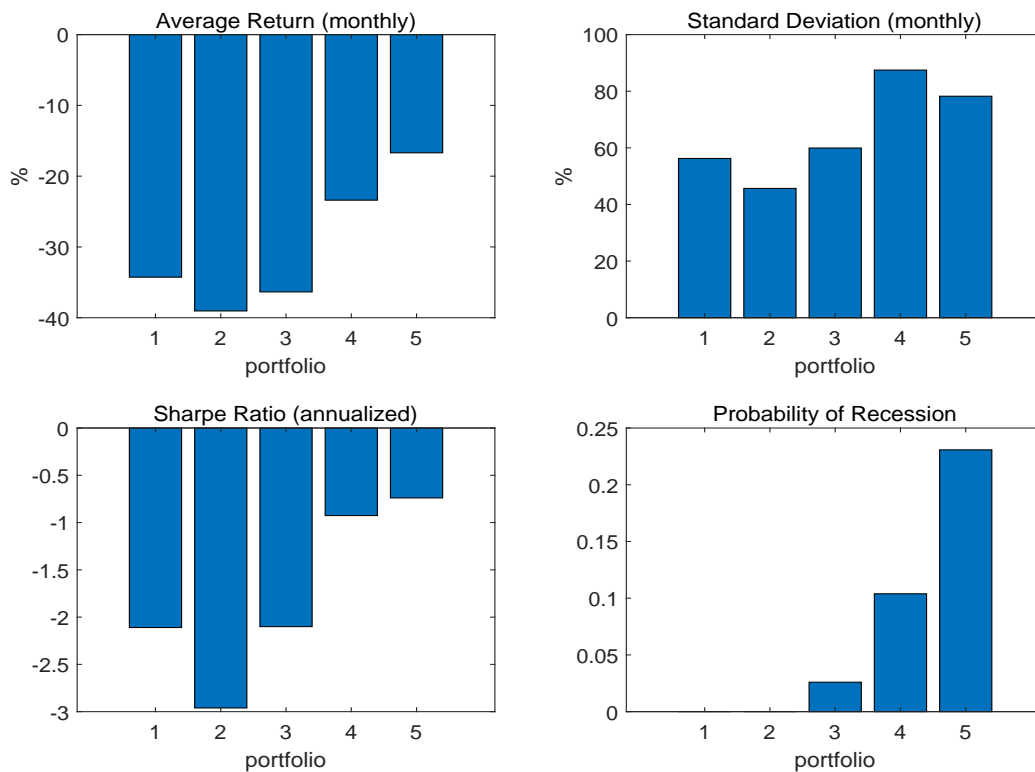 Average Return (monthly)
0
-10
-20
-30
-40
%
1 2 3 4 5
portfolio
Standard Deviation (monthly)
100
80
60
40
20
0
%
1 2 3 4 5
portfolio
Sharpe Ratio (annualized)
0
-0.5
-1
-1.5
-2
-2.5
-3
1 2 3 4 5
portfolio
Probability of Recession
0.25
0.2
0.15
0.1
0.05
0
1 2 3 4 5
portfolio